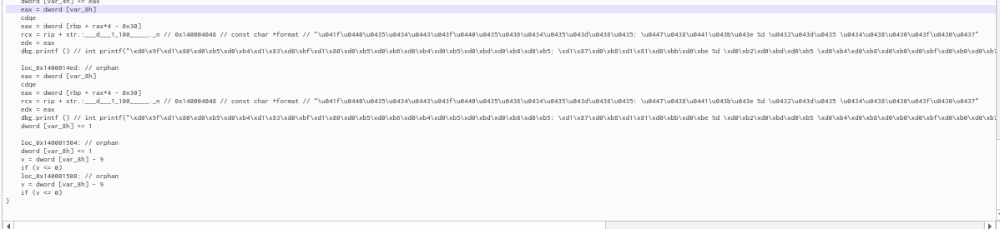 dword [var_4h] += eax
eax = dword [var_8h]
cdqe
eax = dword [rbp + rax*4 - 0x30]
rcx = rip + str.:___d___1_100_____._n // 0x140004048 // const char *format // "\u041f\u0440\u0435\u0434\u0443\u043f\u0440\u0435\u0436\u0434\u0435\u043d\u0438\u0435: \u0447\u0438\u0441\u043b\u043e %d \u0432\u043d\u0435 \u0434\u0438\u0430\u043f\u0430\u0437"
edx = eax
dbg.printf () // int printf("\xd0\x9f\xd1\x80\xd0\xb5\xd0\xb4\xd1\x83\xd0\xbf\xd1\x80\xd0\xb5\xd0\xb6\xd0\xb4\xd0\xb5\xd0\xbd\xd0\xb8\xd0\xb5: \xd1\x87\xd0\xb8\xd1\x81\xd0\xbb\xd0\xbe %d \xd0\xb2\xd0\xbd\xd0\xb5 \xd0\xb4\xd0\xb8\xd0\xb0\xd0\xbf\xd0\xb0\xd0\xb7
loc_0x1400014ed: // orphan
eax = dword [var_8h]
cdqe
eax = dword [rbp + rax*4 - 0x30]
rcx = rip + str.:___d___1_100_____._n // 0x140004048 // const char *format // "\u041f\u0440\u0435\u0434\u0443\u043f\u0440\u0435\u0436\u0434\u0435\u043d\u0438\u0435: \u0447\u0438\u0441\u043b\u043e %d \u0432\u043d\u0435 \u0434\u0438\u0430\u043f\u0430\u0437"
edx = eax
dbg.printf () // int printf("\xd0\x9f\xd1\x80\xd0\xb5\xd0\xb4\xd1\x83\xd0\xbf\xd1\x80\xd0\xb5\xd0\xb6\xd0\xb4\xd0\xb5\xd0\xbd\xd0\xb8\xd0\xb5: \xd1\x87\xd0\xb8\xd1\x81\xd0\xbb\xd0\xbe %d \xd0\xb2\xd0\xbd\xd0\xb5 \xd0\xb4\xd0\xb8\xd0\xb0\xd0\xbf\xd0\xb0\xd0\xb7
dword [var_8h] += 1
loc_0x140001504: // orphan
dword [var_8h] += 1
v = dword [var_8h] - 9
if (v <= 0)
loc_0x140001508: // orphan
v = dword [var_8h] - 9
if (v <= 0)
}